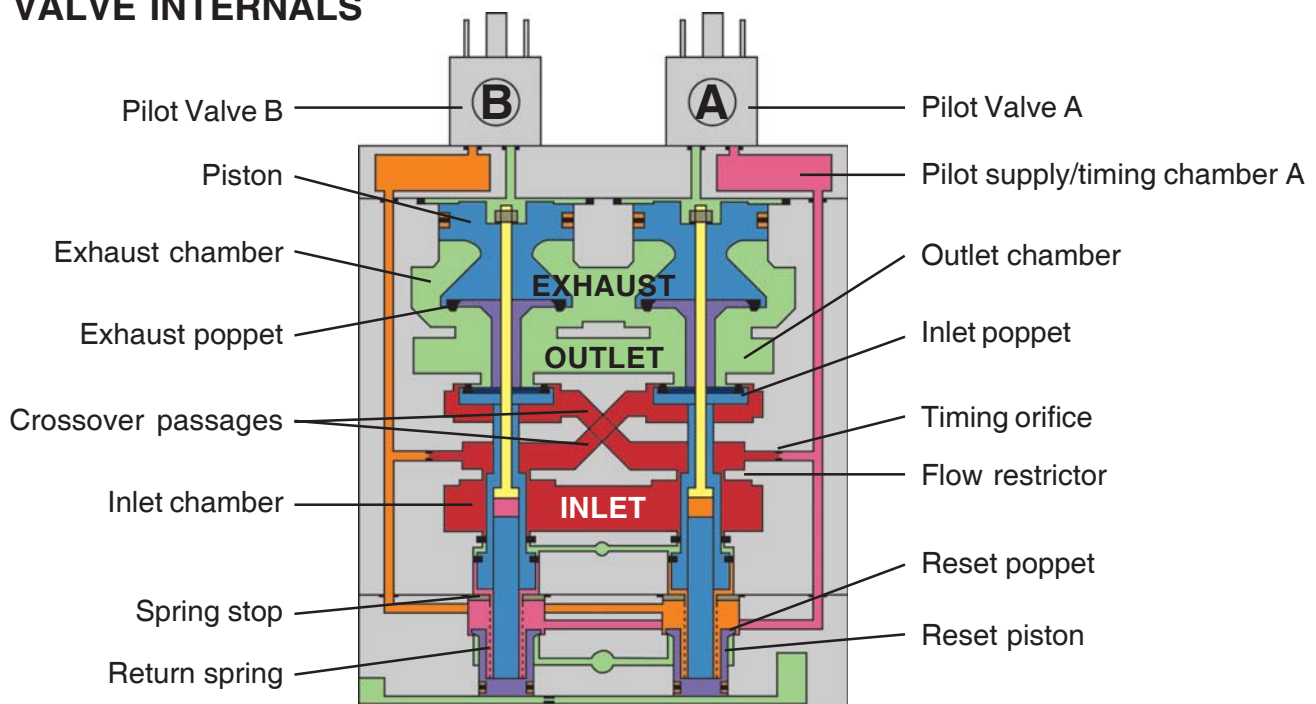 VALVE INTERNALS
B
A
Pilot Valve B
Pilot Valve A
Piston
Pilot supply/timing chamber A
Exhaust chamber
Outlet chamber
EXHAUST
Exhaust poppet
Inlet poppet
OUTLET
Crossover passages
Timing orifice
Flow restrictor
Inlet chamber
INLET
Reset poppet
Spring stop
Reset piston
Return spring